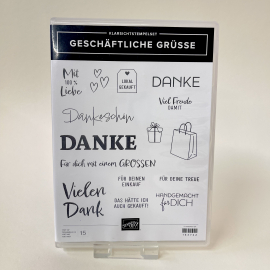 KLARSICHTSTEMPELSET
GESCHÄFTLICHE GRÜSSE
Mit
100 %
Liebe
LOKAL
GEKAUFT
DANKE
Viel Freude
DAMIT
Dankeschön
DANKE
Für dich mit einem GROSSEN
FÜR DEINEN
EINKAUF
FÜR DEINE TREUE
Vielen
Dank
DAS HÄTTE ICH
AUCH GEKAUFT!
HANDGEMACHT
für DICH
15